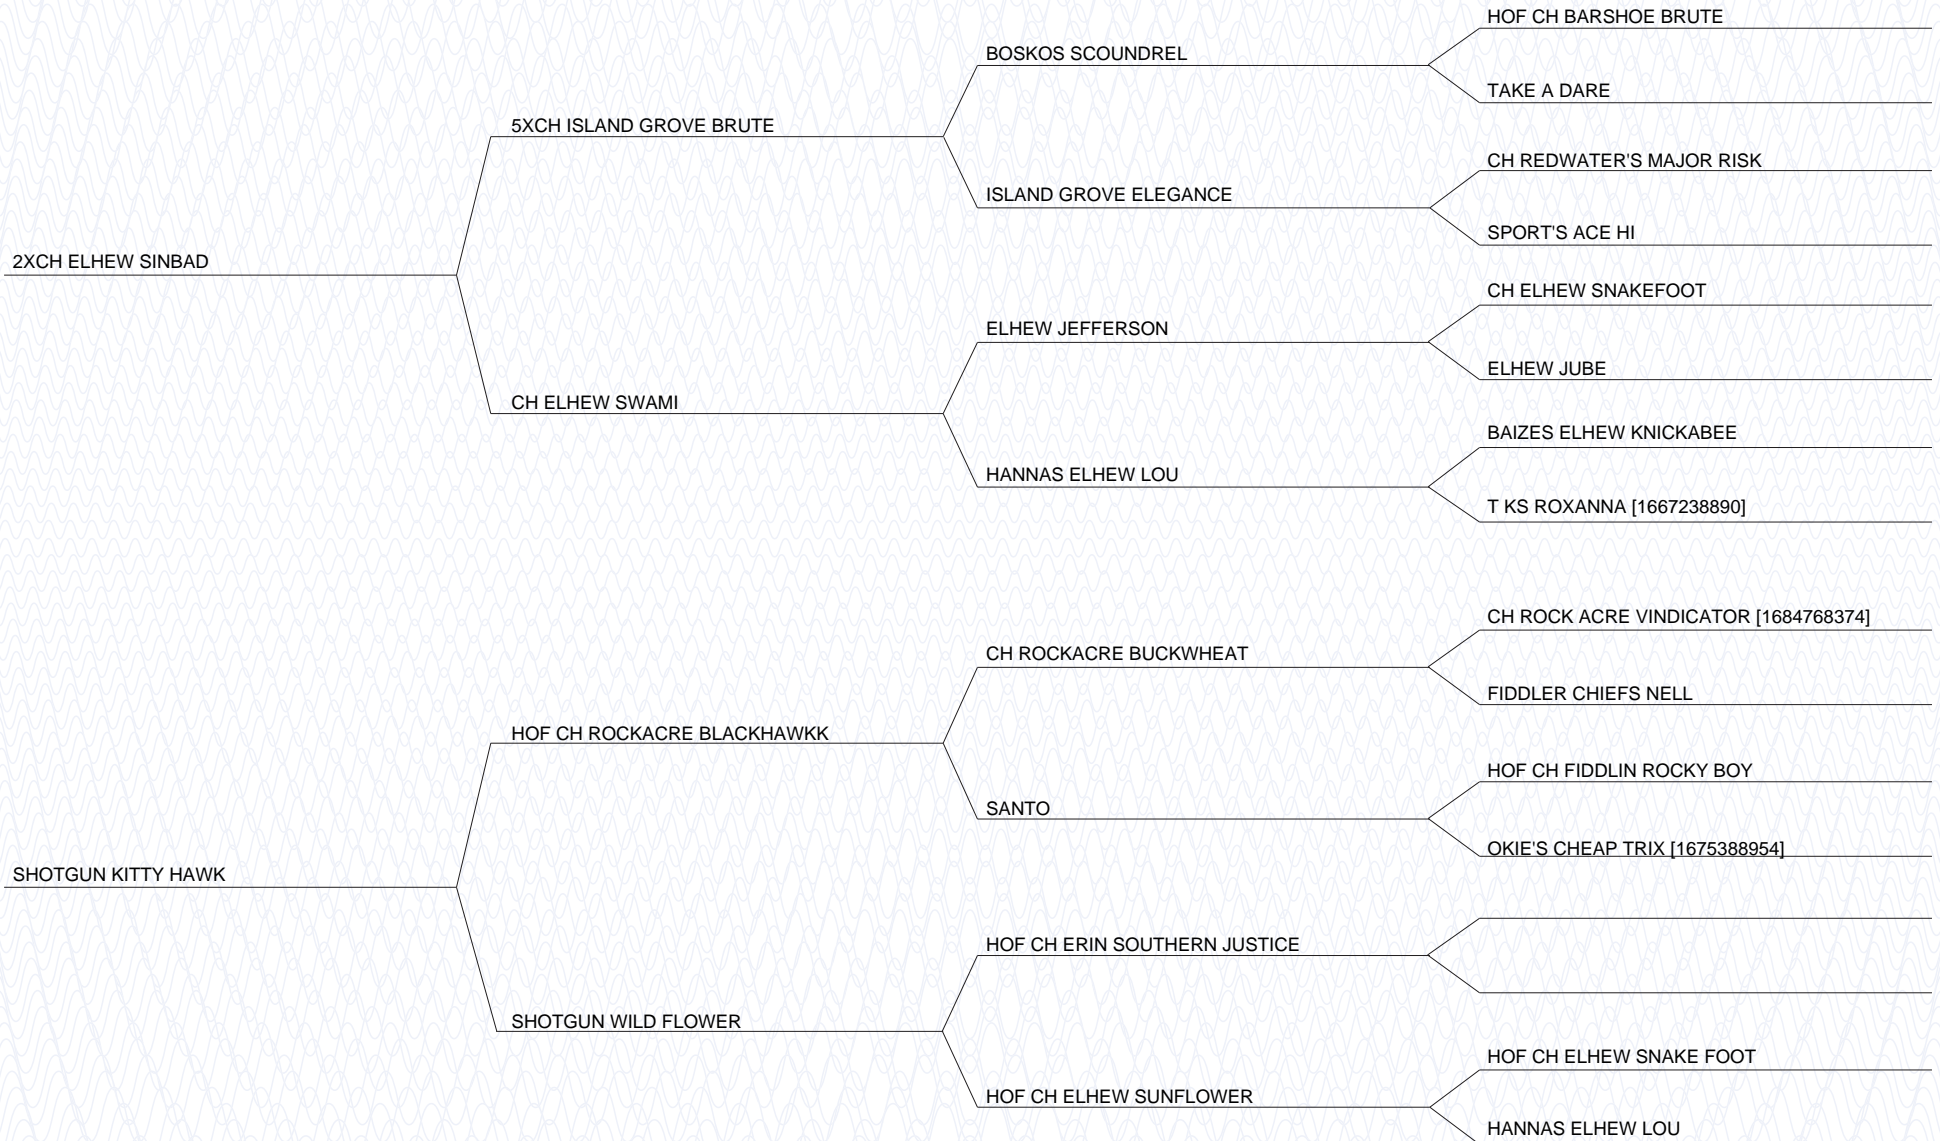 HOF CH BARSHOE BRUTE
BOSKOS SCOUNDREL
TAKE A DARE
5XCH ISLAND GROVE BRUTE
CH REDWATER'S MAJOR RISK
ISLAND GROVE ELEGANCE
SPORT'S ACE HI
2XCH ELHEW SINBAD
CH ELHEW SNAKEFOOT
ELHEW JEFFERSON
ELHEW JUBE
CH ELHEW SWAMI
BAIZES ELHEW KNICKABEE
HANNAS ELHEW LOU
T KS ROXANNA [1667238890]
CH ROCK ACRE VINDICATOR [1684768374]
CH ROCKACRE BUCKWHEAT
FIDDLER CHIEFS NELL
HOF CH ROCKACRE BLACKHAWKK
HOF CH FIDDLIN ROCKY BOY
SANTO
OKIE'S CHEAP TRIX [1675388954]
SHOTGUN KITTY HAWK
HOF CH ERIN SOUTHERN JUSTICE
SHOTGUN WILD FLOWER
HOF CH ELHEW SNAKE FOOT
HOF CH ELHEW SUNFLOWER
HANNAS ELHEW LOU